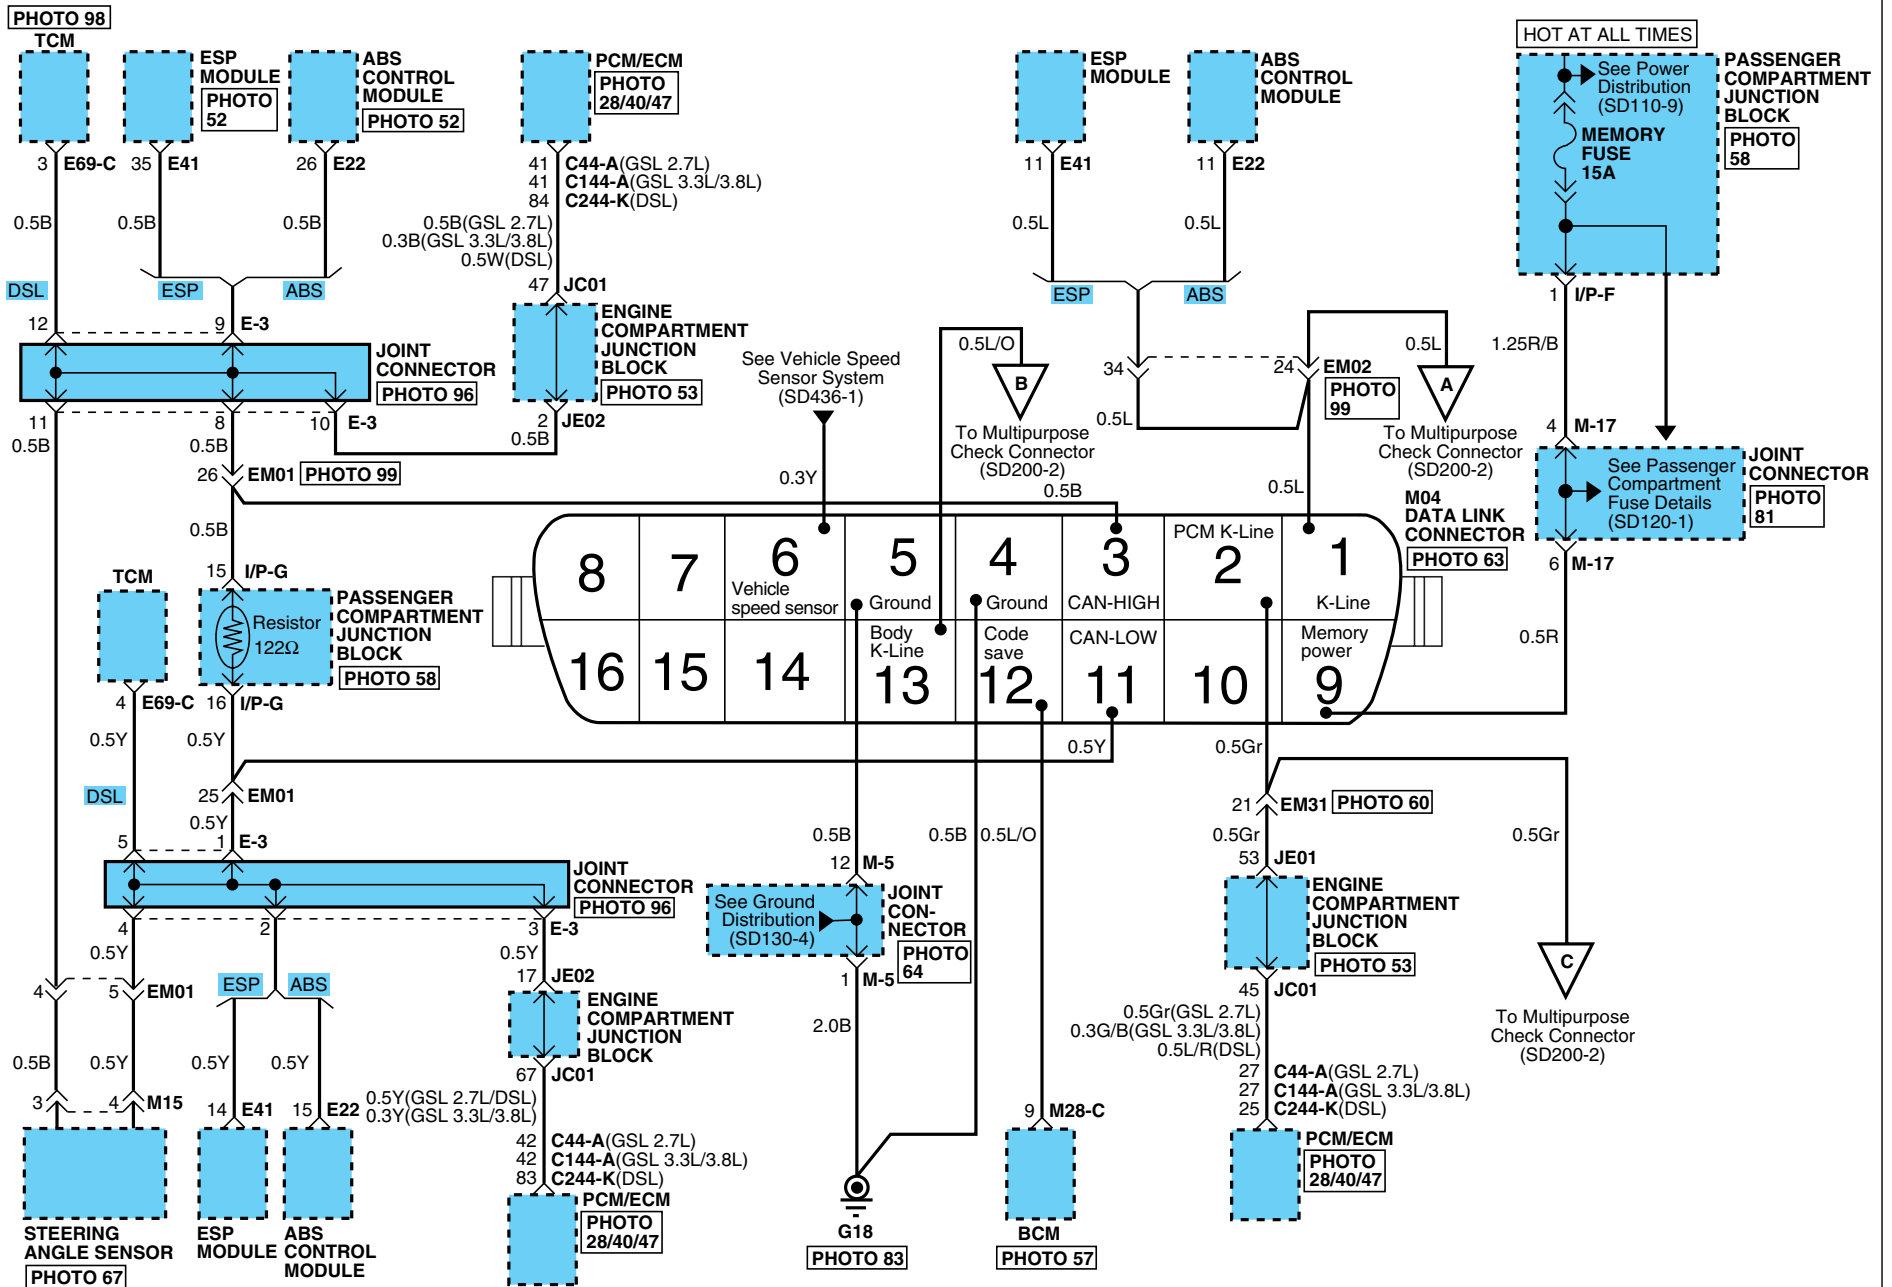 PHOTO 98
TCM
ESP
MODULE
PHOTO
52
ABS
CONTROL
MODULE
PHOTO 52
PCM/ECM
PHOTO
28/40/47
3 E69-C
35 E41
26 E22
41 C44-A(GSL 2.7L)
41 C144-A(GSL 3.3L/3.8L)
84 C244-K(DSL)
0.5B
0.5B
0.5B
0.5B(GSL 2.7L)
0.3B(GSL 3.3L/3.8L)
0.5W(DSL)
DSL
ESP
ABS
47 JC01
ENGINE
COMPARTMENT
JUNCTION
BLOCK
PHOTO 53
12
9 E-3
JOINT
CONNECTOR
PHOTO 96
11
8
10 E-3
2 JE02
0.5B
0.5B
0.5B
26 EM01 PHOTO 99
0.5B
15 I/P-G
Resistor
122Ω
PASSENGER
COMPARTMENT
JUNCTION
BLOCK
PHOTO 58
TCM
4 E69-C
16 I/P-G
0.5Y
0.5Y
DSL
25 EM01
0.5Y
5
1 E-3
JOINT
CONNECTOR
PHOTO 96
4
2
3 E-3
0.5Y
0.5Y
4
5 EM01
ESP
ABS
17 JE02
ENGINE
COMPARTMENT
JUNCTION
BLOCK
0.5B
0.5Y
0.5Y
0.5Y
67 JC01
0.5Y(GSL 2.7L/DSL)
0.3Y(GSL 3.3L/3.8L)
3
4 M15
14 E41
15 E22
42 C44-A(GSL 2.7L)
42 C144-A(GSL 3.3L/3.8L)
83 C244-K(DSL)
PCM/ECM
PHOTO
28/40/47
STEERING
ANGLE SENSOR
PHOTO 67
ESP
MODULE
ABS
CONTROL
MODULE
See Vehicle Speed
Sensor System
(SD436-1)
0.3Y
0.5L/O
B
To Multipurpose
Check Connector
(SD200-2)
0.5B
ESP
MODULE
ABS
CONTROL
MODULE
11 E41
11 E22
0.5L
0.5L
ESP
ABS
34
24 EM02
PHOTO
99
0.5L
0.5L
A
To Multipurpose
Check Connector
(SD200-2)
0.5L
M04
DATA LINK
CONNECTOR
PHOTO 63
8
7
6
Vehicle
speed sensor
5
Ground
4
Ground
3
CAN-HIGH
PCM K-Line
2
1
K-Line
16
15
14
Body
K-Line
13
Code
save
12
CAN-LOW
11
10
Memory
power
9
0.5Y
0.5Gr
0.5B
0.5B
0.5L/O
12 M-5
See Ground
Distribution
(SD130-4)
JOINT
CON-
NECTOR
PHOTO
64
1 M-5
2.0B
G18
PHOTO 83
9 M28-C
BCM
PHOTO 57
21 EM31 PHOTO 60
0.5Gr
0.5Gr
53 JE01
ENGINE
COMPARTMENT
JUNCTION
BLOCK
PHOTO 53
45 JC01
0.5Gr(GSL 2.7L)
0.3G/B(GSL 3.3L/3.8L)
0.5L/R(DSL)
27 C44-A(GSL 2.7L)
27 C144-A(GSL 3.3L/3.8L)
25 C244-K(DSL)
PCM/ECM
PHOTO
28/40/47
C
To Multipurpose
Check Connector
(SD200-2)
HOT AT ALL TIMES
See Power
Distribution
(SD110-9)
MEMORY
FUSE
15A
PASSENGER
COMPARTMENT
JUNCTION
BLOCK
PHOTO
58
1 I/P-F
1.25R/B
4 M-17
See Passenger
Compartment
Fuse Details
(SD120-1)
JOINT
CONNECTOR
PHOTO
81
6 M-17
0.5R